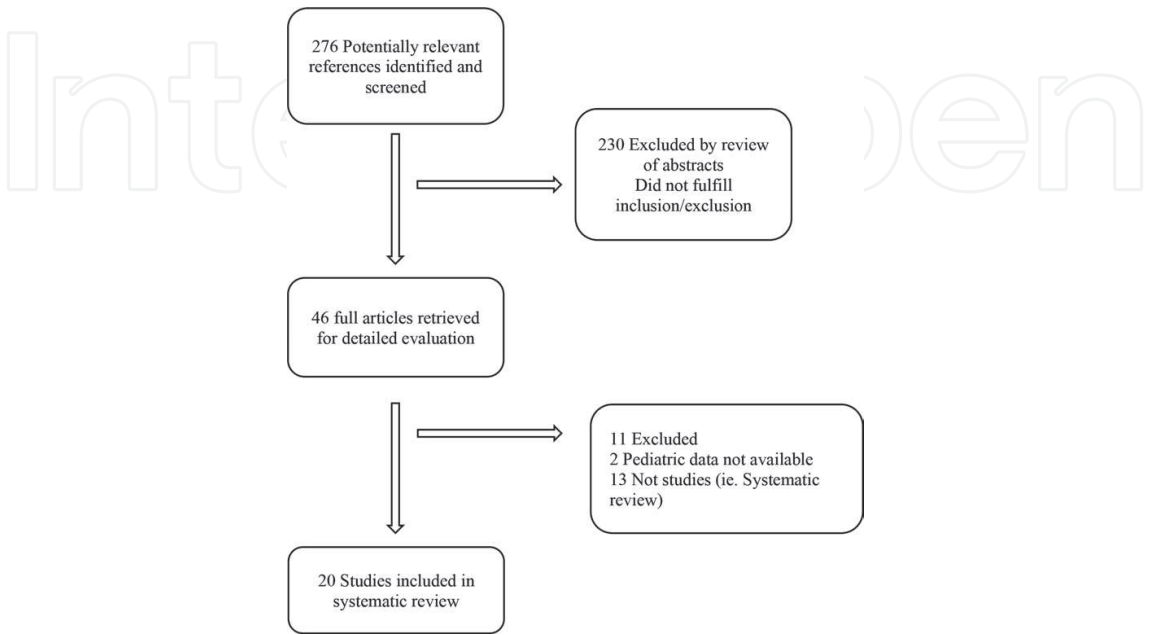 276 Potentially relevant
references identified and
screened
230 Excluded by review
of abstracts
Did not fulfill
inclusion/exclusion
46 full articles retrieved
for detailed evaluation
11 Excluded
2 Pediatric data not available
13 Not studies (ie. Systematic
review)
20 Studies included in
systematic review